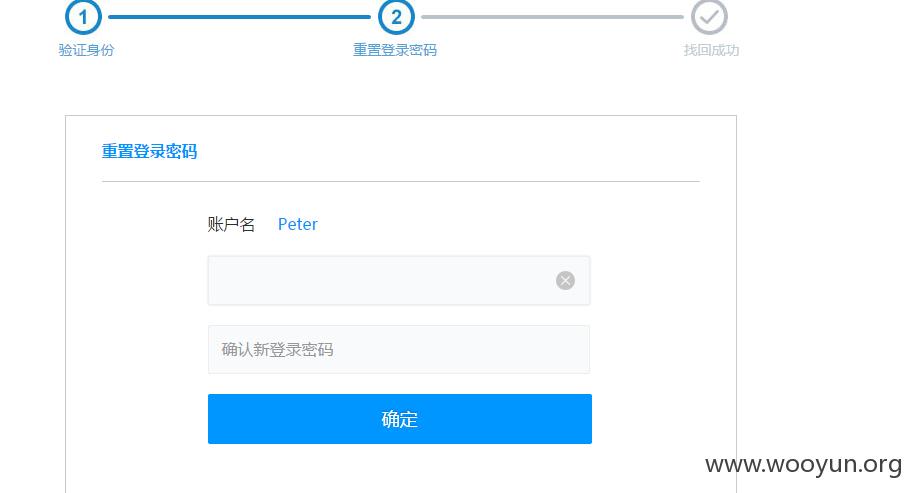 1 2
验证身份 重置登录密码 找回成功
重置登录密码
账户名 Peter
确认新登录密码
确定
www.wooyun.org